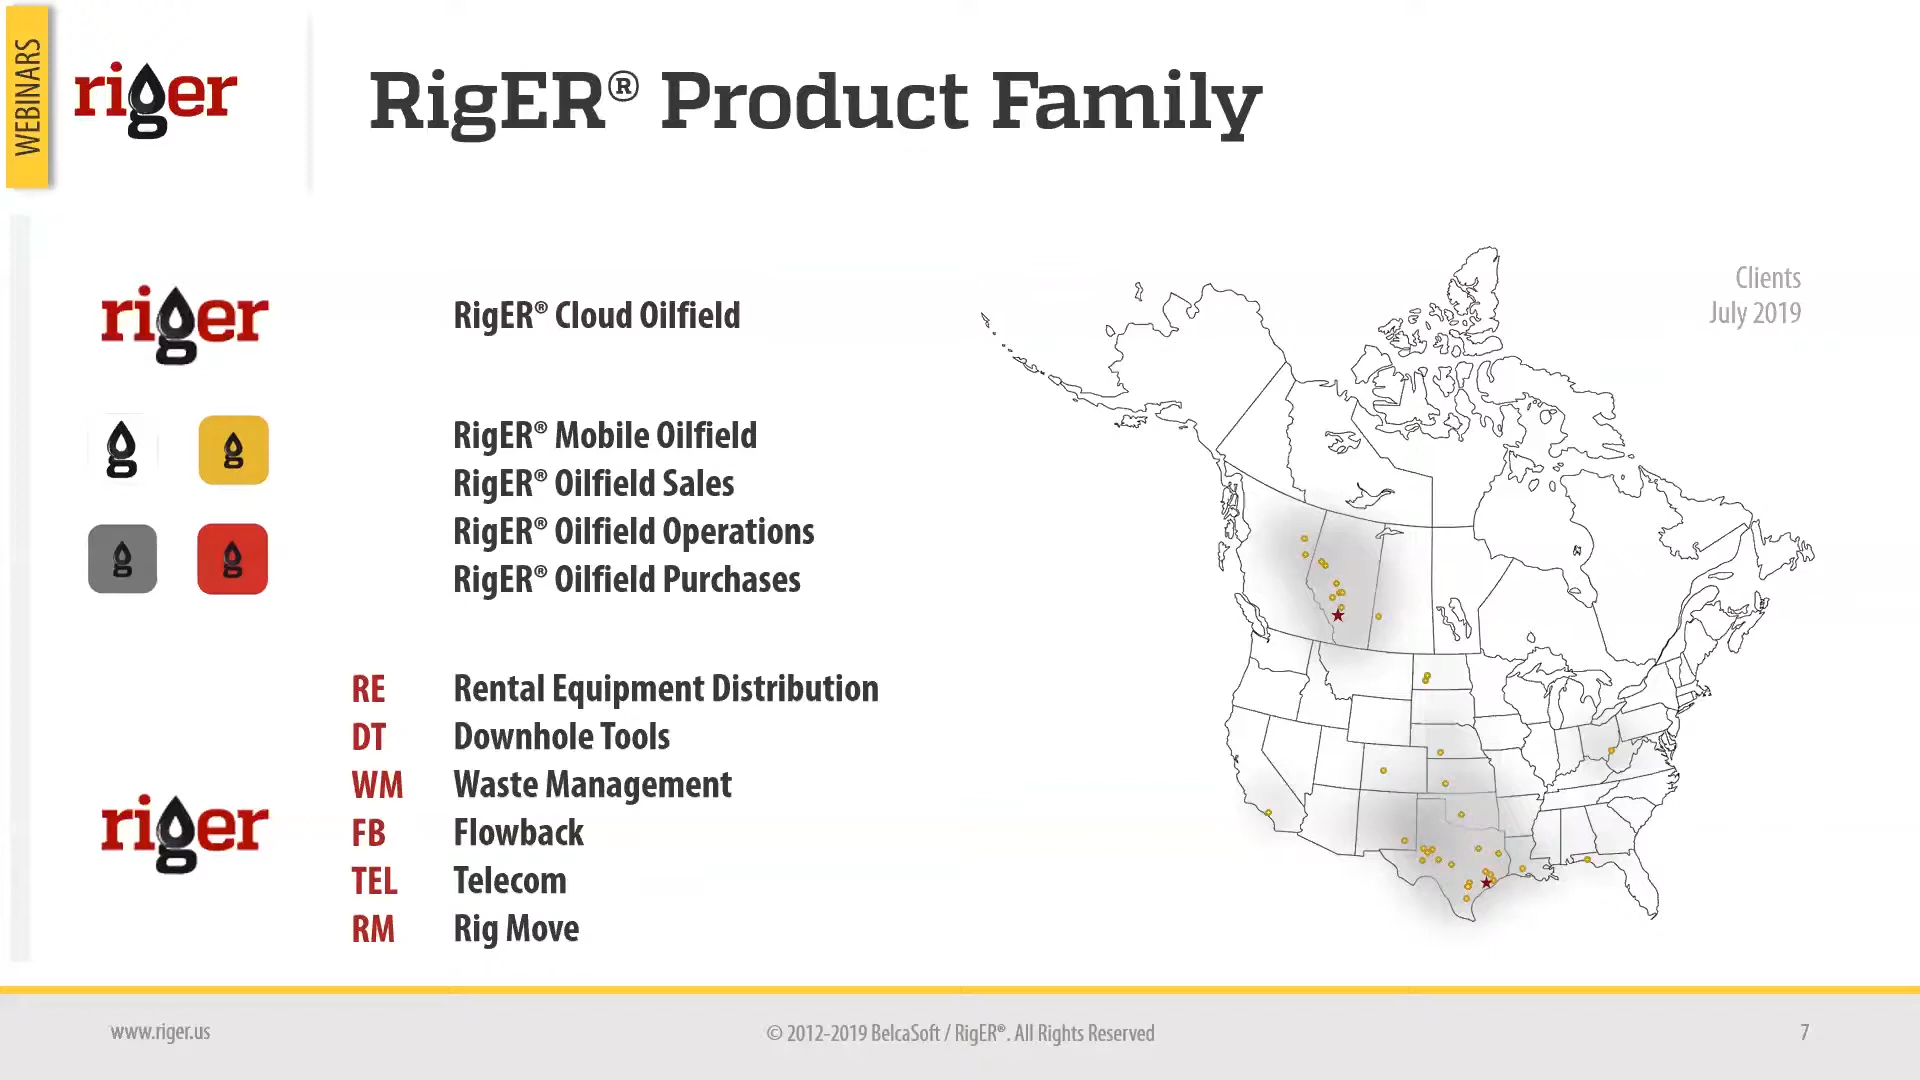 WEBINARS
riger
RigER® Product Family
Clients
July 2019
riger
RigER® Cloud Oilfield
RigER® Mobile Oilfield
RigER® Oilfield Sales
RigER® Oilfield Operations
RigER® Oilfield Purchases
riger
RE Rental Equipment Distribution
DT Downhole Tools
WM Waste Management
FB Flowback
TEL Telecom
RM Rig Move
www.riger.us
© 2012-2019 BelcaSoft / RigER®. All Rights Reserved
7